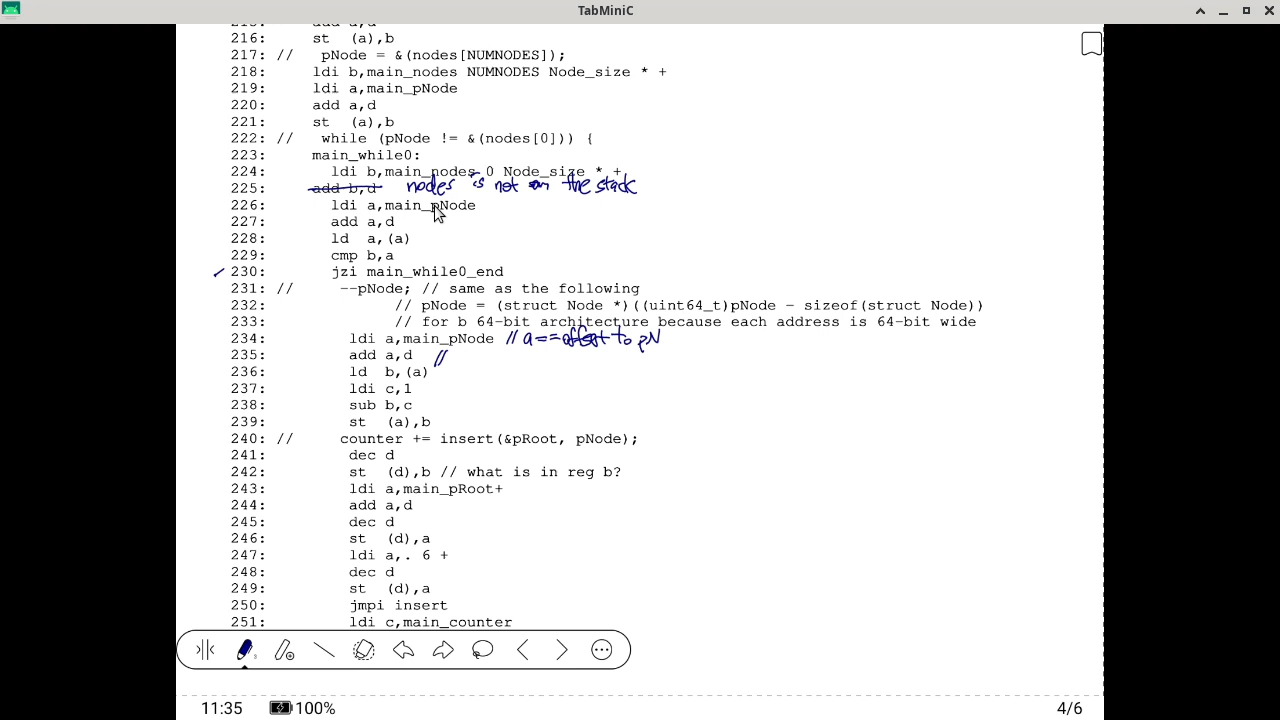 TabMiniC
215: add a,d
216: st (a),b
217: // pNode = &(nodes[NUMNODES]);
218: ldi b,main_nodes NUMNODES Node_size * +
219: ldi a,main_pNode
220: add a,d
221: st (a),b
222: // while (pNode != &(nodes[0])) {
223: main_while0:
224: ldi b,main_nodes 0 Node_size * +
225: add b,d nodes is not on the stack
226: ldi a,main_pNode
227: add a,d
228: ld a,(a)
229: cmp b,a
230: jzi main_while0_end
231: // --pNode; // same as the following
232: // pNode = (struct Node *)((uint64_t)pNode - sizeof(struct Node))
233: // for b 64-bit architecture because each address is 64-bit wide
234: ldi a,main_pNode // a == offset to pN
235: add a,d //
236: ld b,(a)
237: ldi c,1
238: sub b,c
239: st (a),b
240: // counter += insert(&pRoot, pNode);
241: dec d
242: st (d),b // what is in reg b?
243: ldi a,main_pRoot+
244: add a,d
245: dec d
246: st (d),a
247: ldi a,. 6 +
248: dec d
249: st (d),a
250: jmpi insert
251: ldi c,main_counter
11:35 100% 4/6